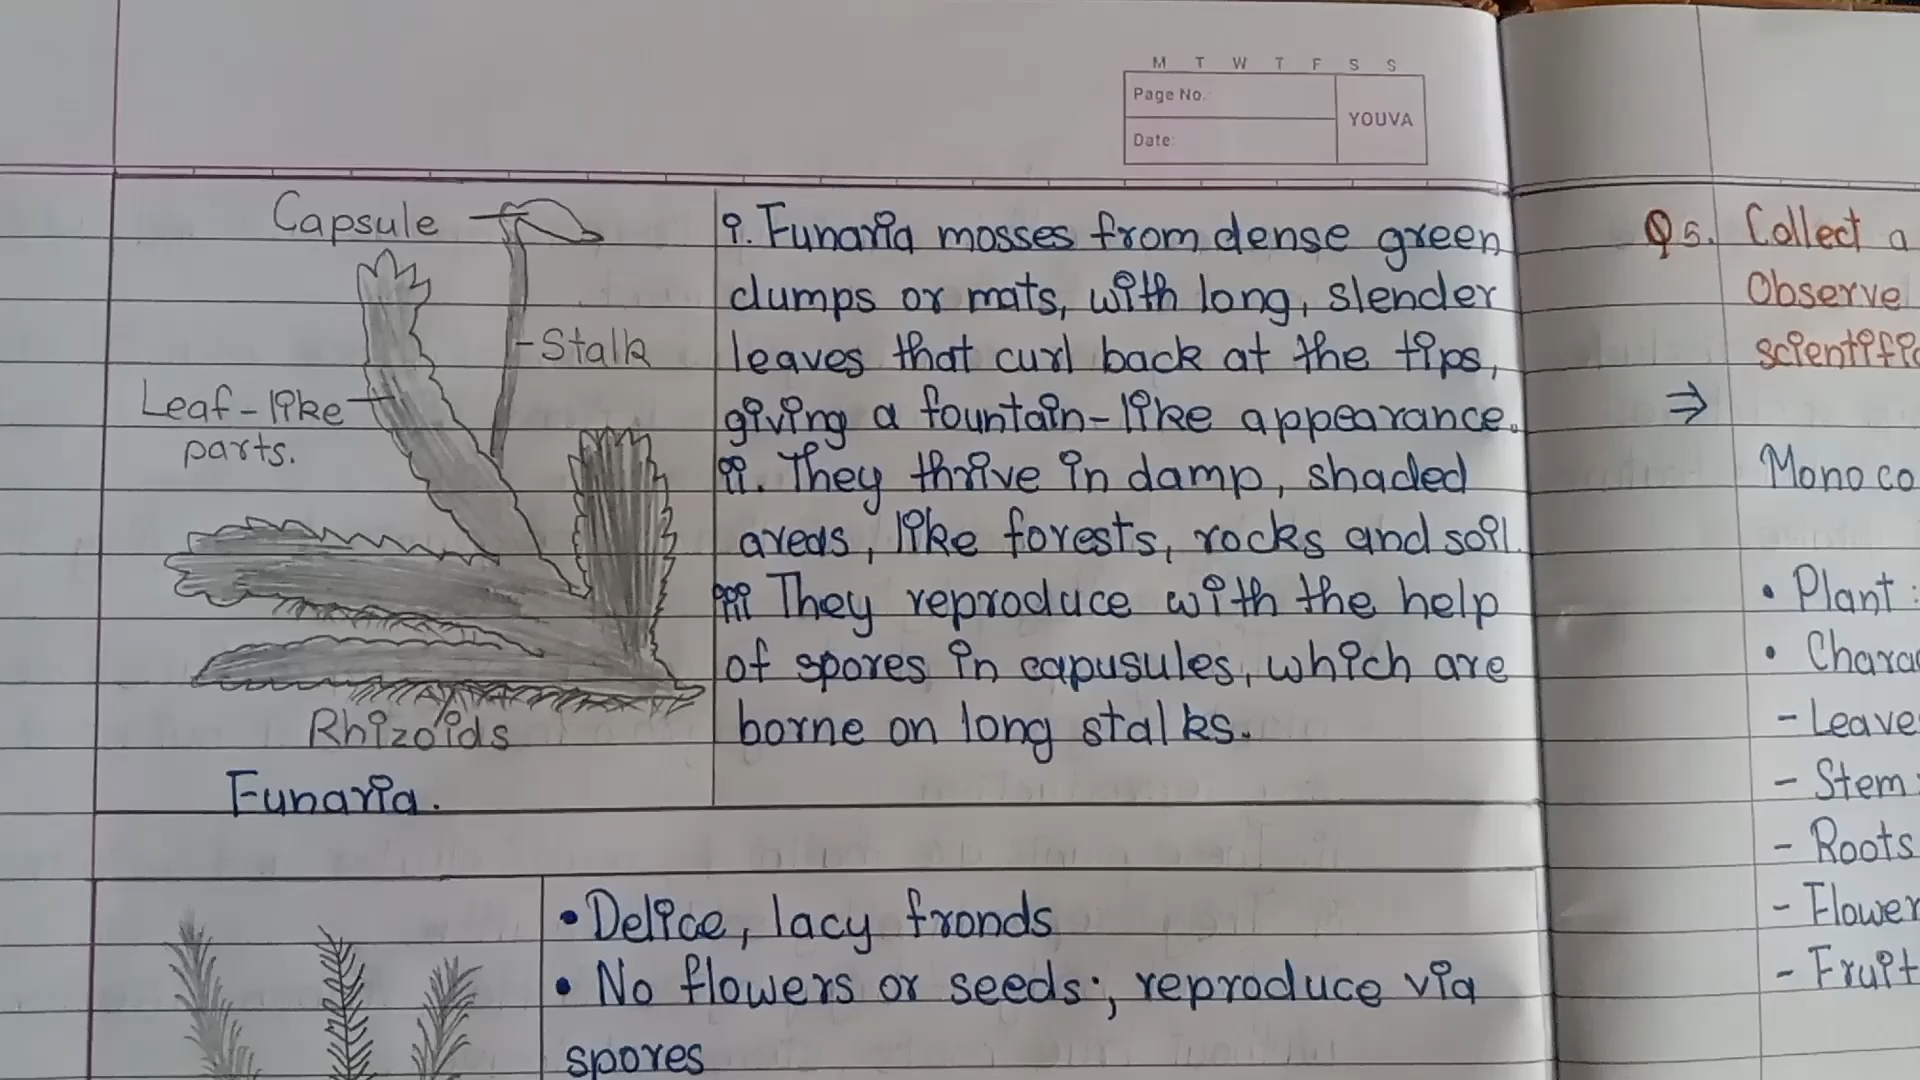 M T W T F S S
Page No.
YOUVA
Date:
Capsule
Stalk
Leaf-like
parts.
Rhizoids
Funaria.
i. Funaria mosses from dense green
clumps or mats, with long, slender
leaves that curl back at the tips,
giving a fountain-like appearance.
ii. They thrive in damp, shaded
areas, like forests, rocks and soil.
iii They reproduce with the help
of spores in capusules, which are
borne on long stalks.
• Delice, lacy fronds
• No flowers or seeds; reproduce via
spores
Q5. Collect a
Observe
scientific
⇒
Monoco
• Plant:
• Charac
- Leave
- Stem:
- Roots
- Flower
- Fruit